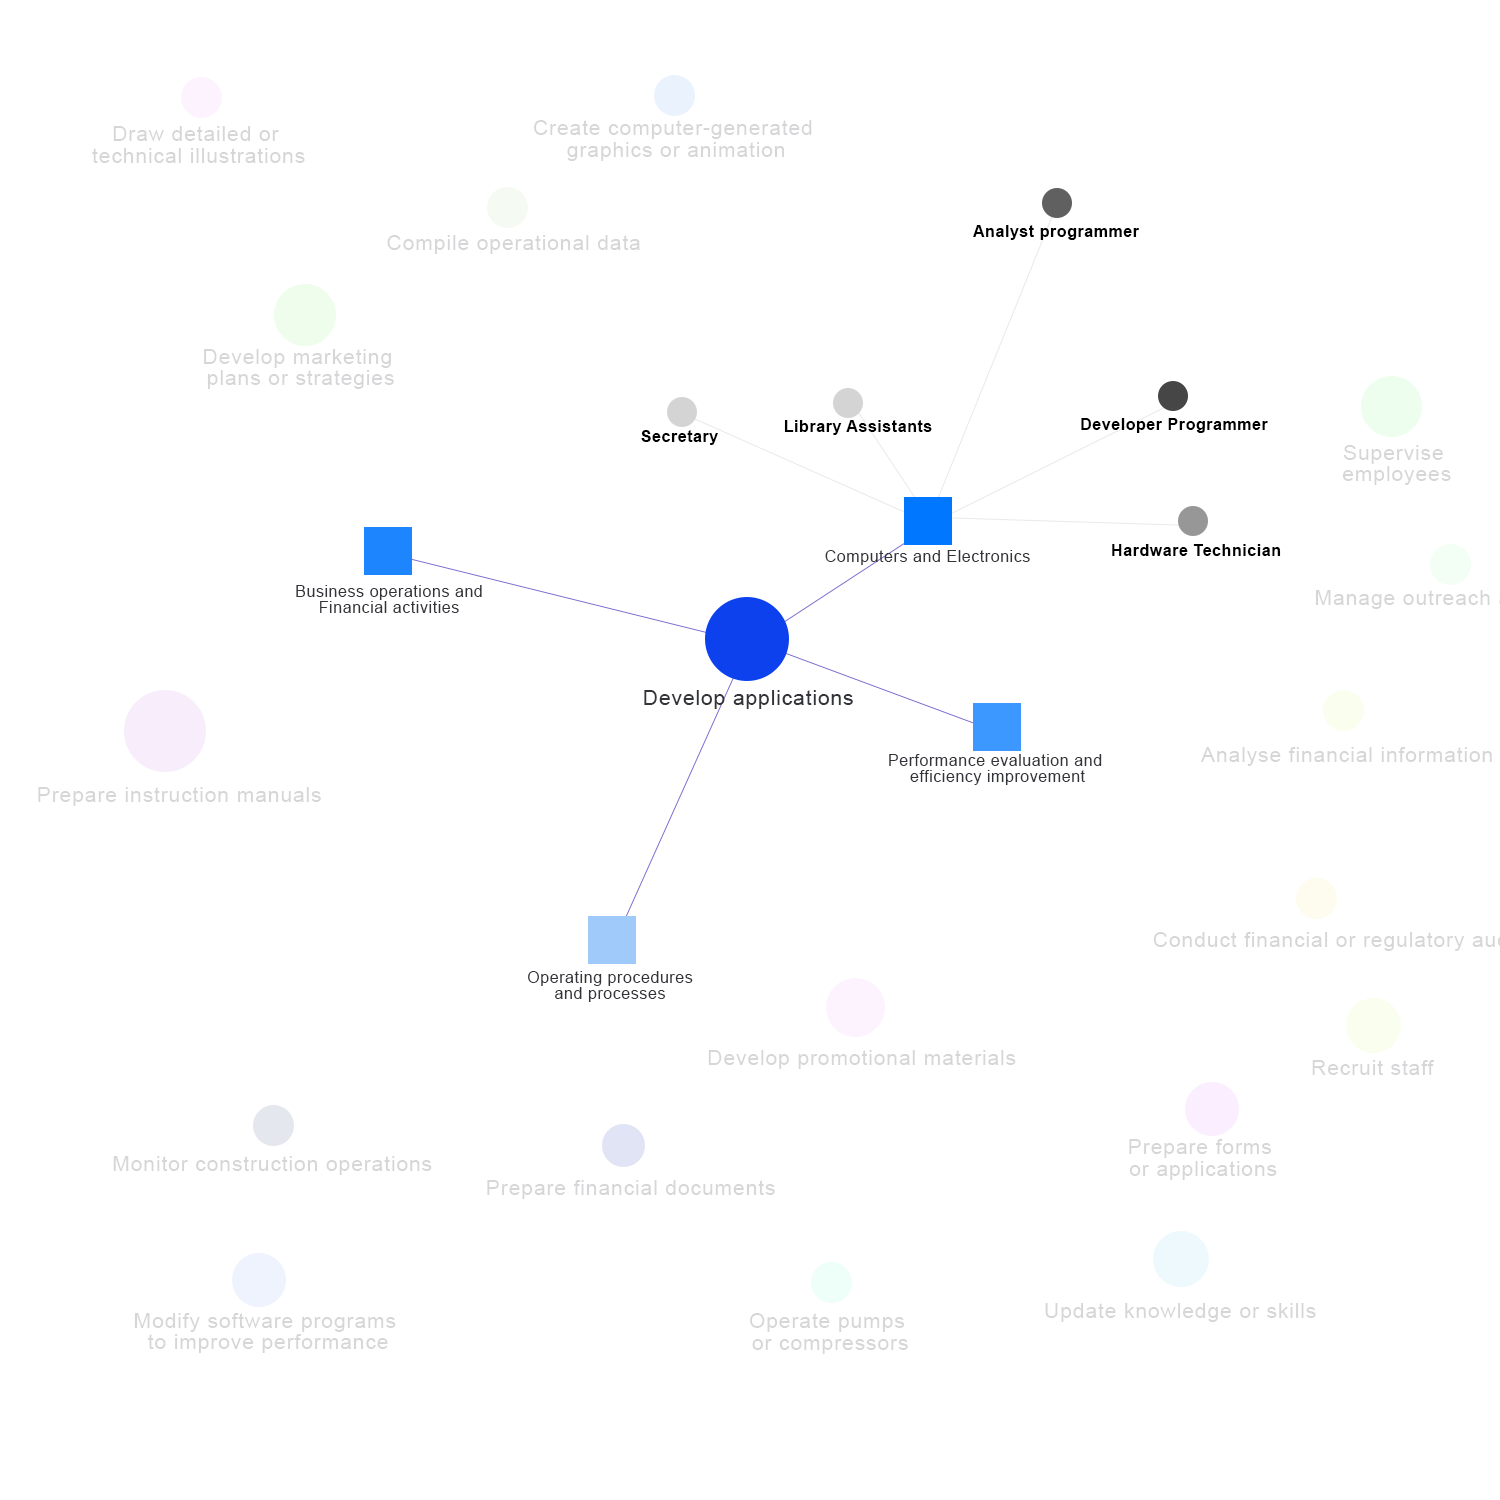 Draw detailed or
technical illustrations
Create computer-generated
graphics or animation
Compile operational data
Analyst programmer
Develop marketing
plans or strategies
Secretary
Library Assistants
Developer Programmer
Supervise
employees
Computers and Electronics
Hardware Technician
Business operations and
Financial activities
Manage outreach
Develop applications
Performance evaluation and
efficiency improvement
Analyse financial information
Prepare instruction manuals
Conduct financial or regulatory
Operating procedures
and processes
Develop promotional materials
Recruit staff
Monitor construction operations
Prepare financial documents
Prepare forms
or applications
Modify software programs
to improve performance
Operate pumps
or compressors
Update knowledge or skills